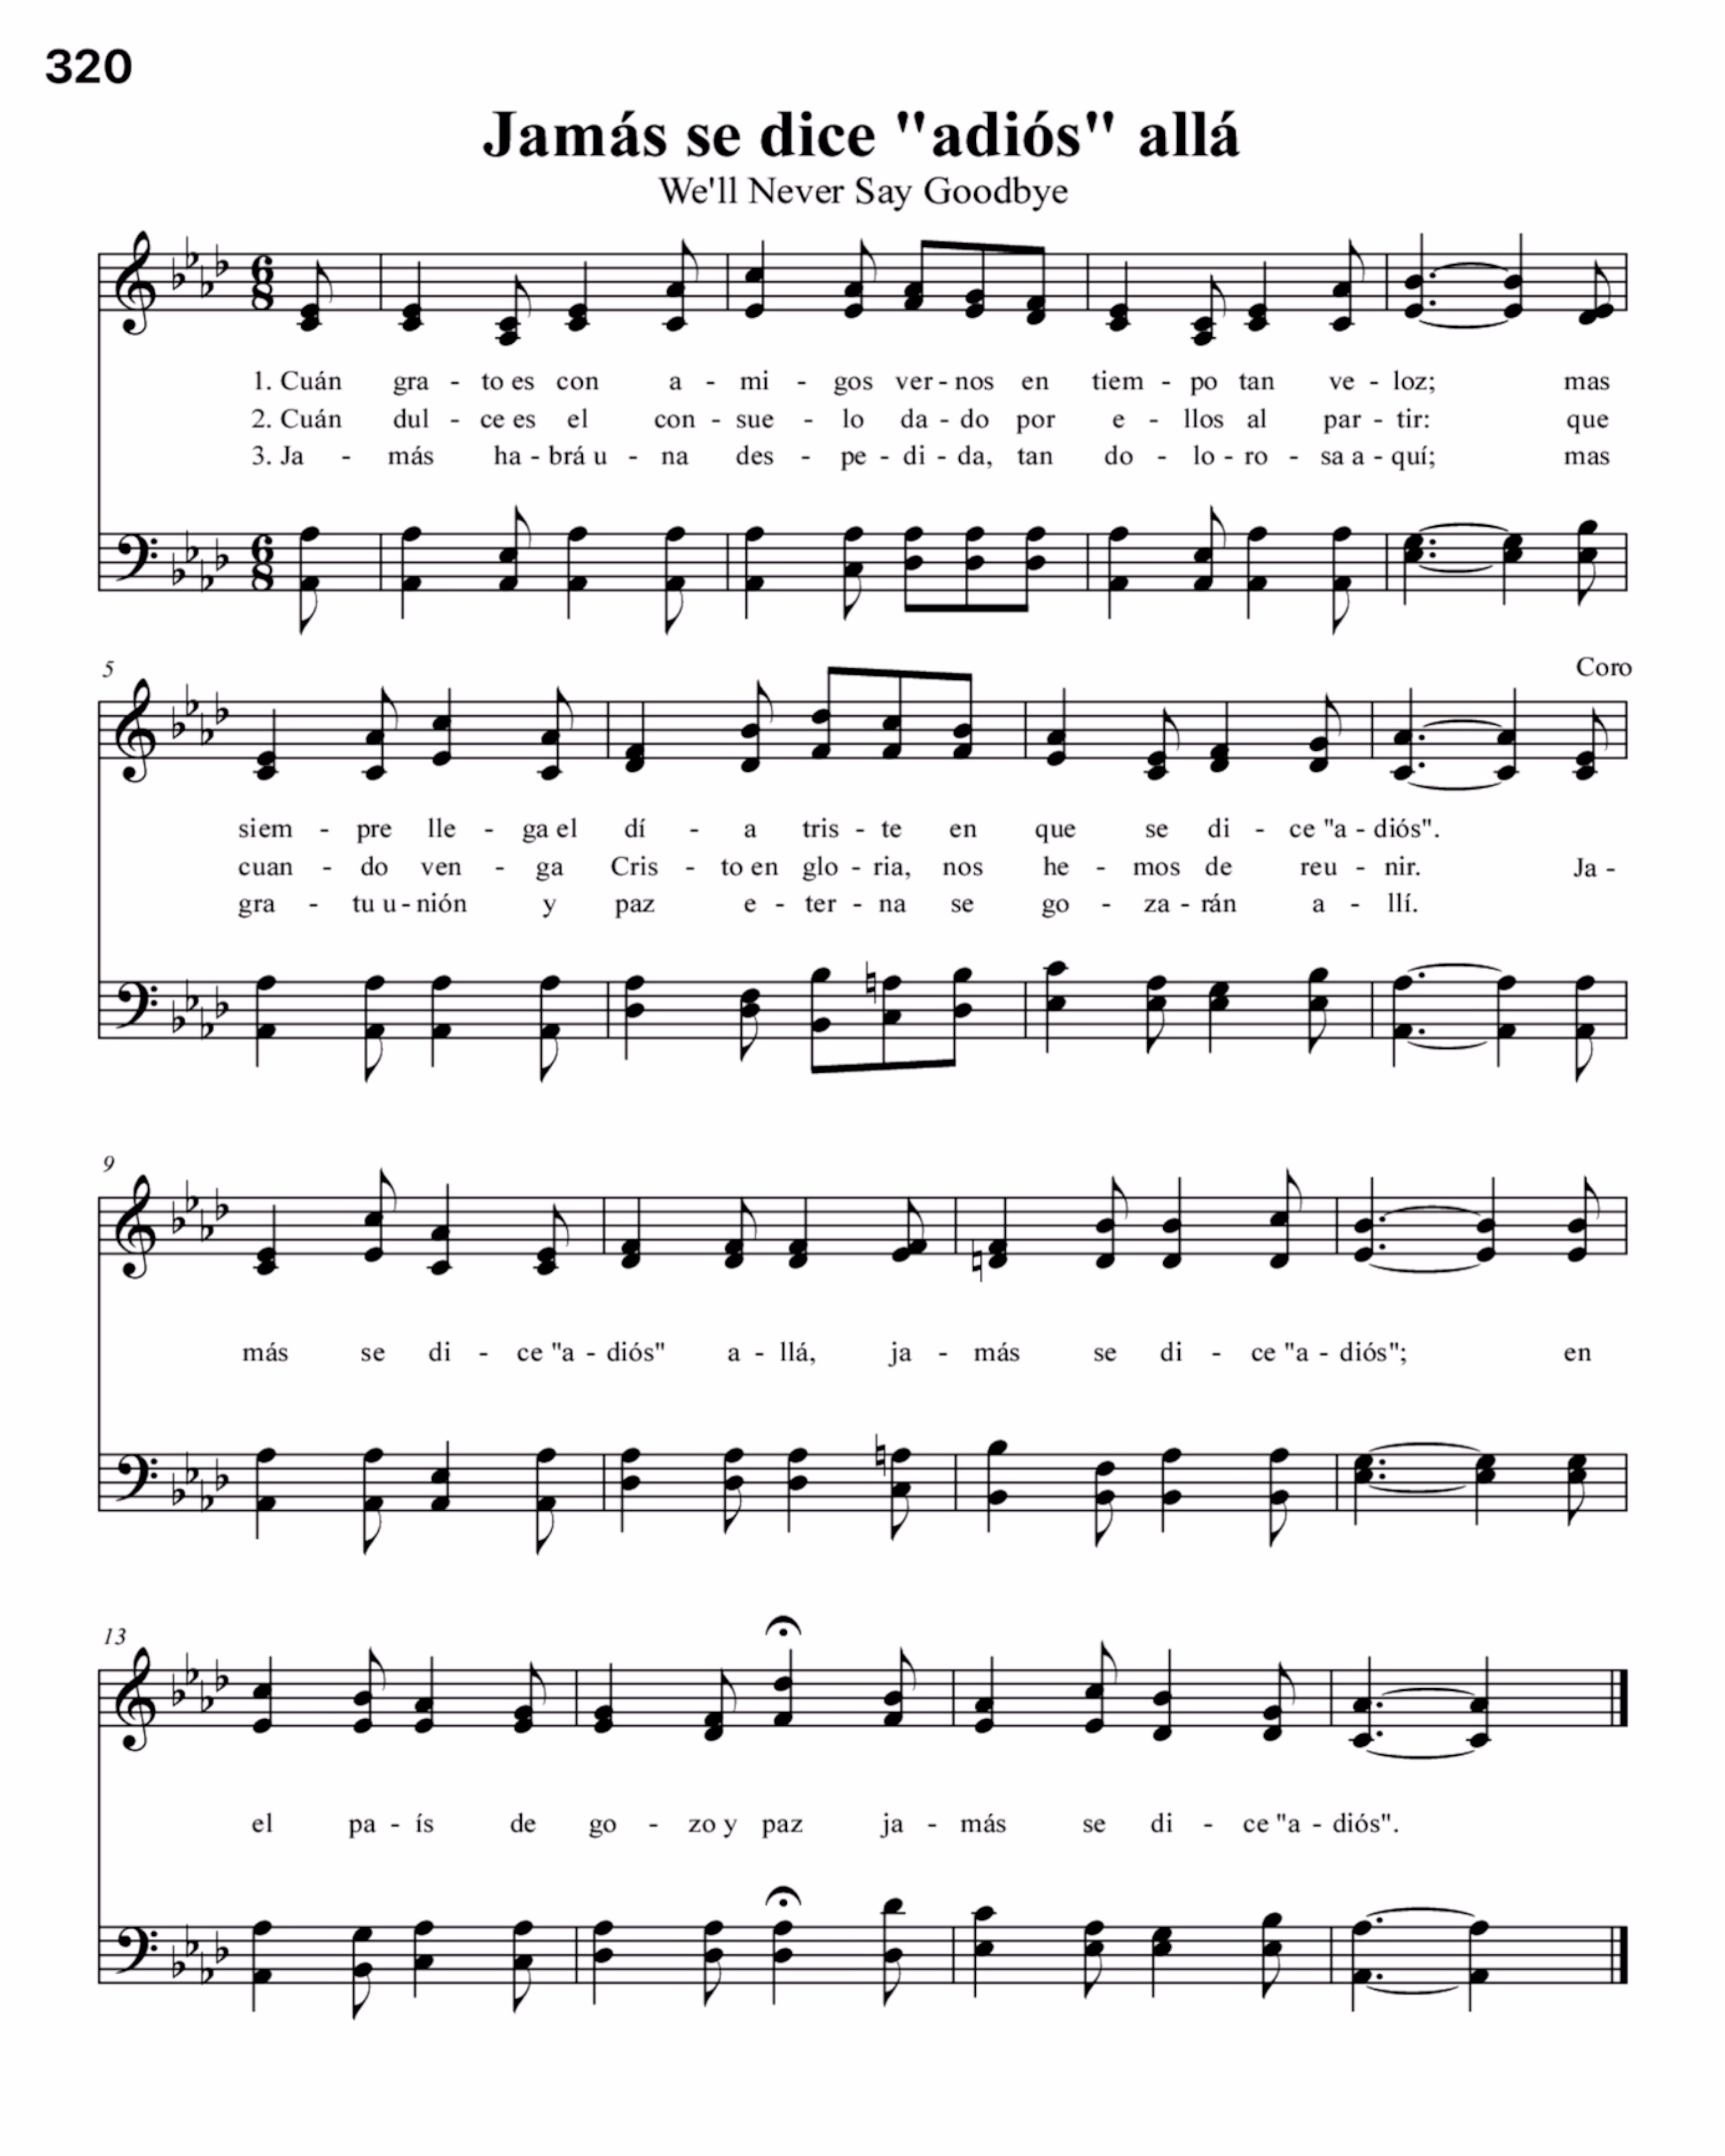 320
Jamás se dice "adiós" allá
We'll Never Say Goodbye
6 8
1. Cuán gra - to es con a - mi - gos ver - nos en tiem - po tan ve - loz; mas
2. Cuán dul - ce es el con - sue - lo da - do por e - llos al par - tir: que
3. Ja - más ha - brá u - na des - pe - di - da, tan do - lo - ro - sa a - quí; mas
6 8
5 Coro
siem - pre lle - ga el dí - a tris - te en que se di - ce "a - diós".
cuan - do ven - ga Cris - to en glo - ria, nos he - mos de reu - nir. Ja -
gra - tu u - nión y paz e - ter - na se go - za - rán a - llí.
9
más se di - ce "a - diós" a - llá, ja - más se di - ce "a - diós"; en
13
el pa - ís de go - zo y paz ja - más se di - ce "a - diós".